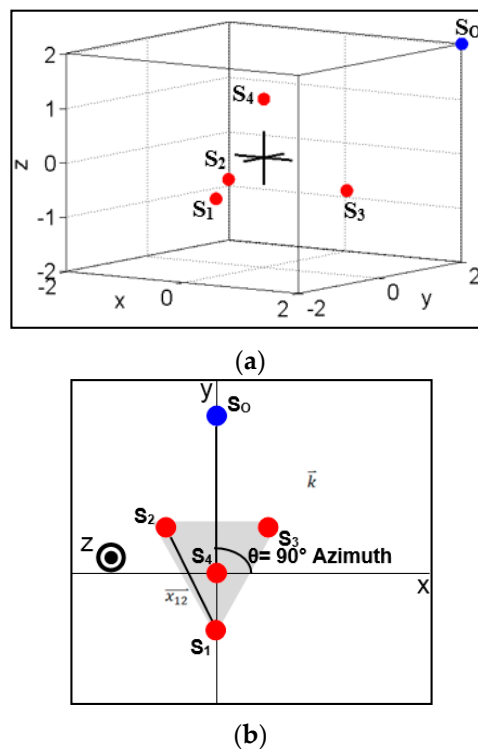 S₀
2
S₄
1
z
0
S₂
S₁
S₃
-1
-2
-2
x
0
2
-2
0
y
2
(a)
y
S₀
k⃗
S₂
S₃
Z
S₄
θ= 90° Azimuth
X
x₁₂⃗
S₁
(b)